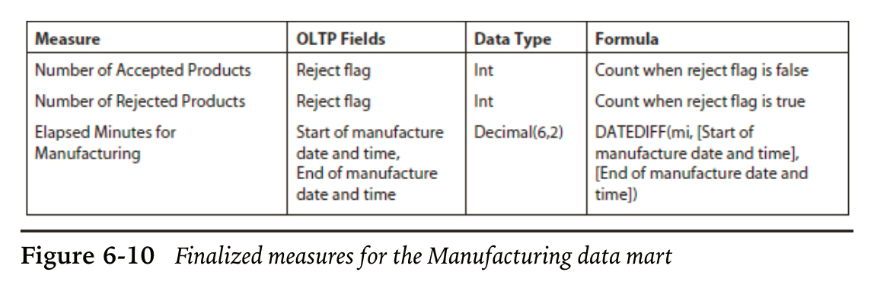 Measure OLTP Fields Data Type Formula
Number of Accepted Products Reject flag Int Count when reject flag is false
Number of Rejected Products Reject flag Int Count when reject flag is true
Elapsed Minutes for Start of manufacture Decimal(6,2) DATEDIFF(mi, [Start of
Manufacturing date and time, manufacture date and time],
End of manufacture [End of manufacture date and
date and time time])
Figure 6-10 Finalized measures for the Manufacturing data mart